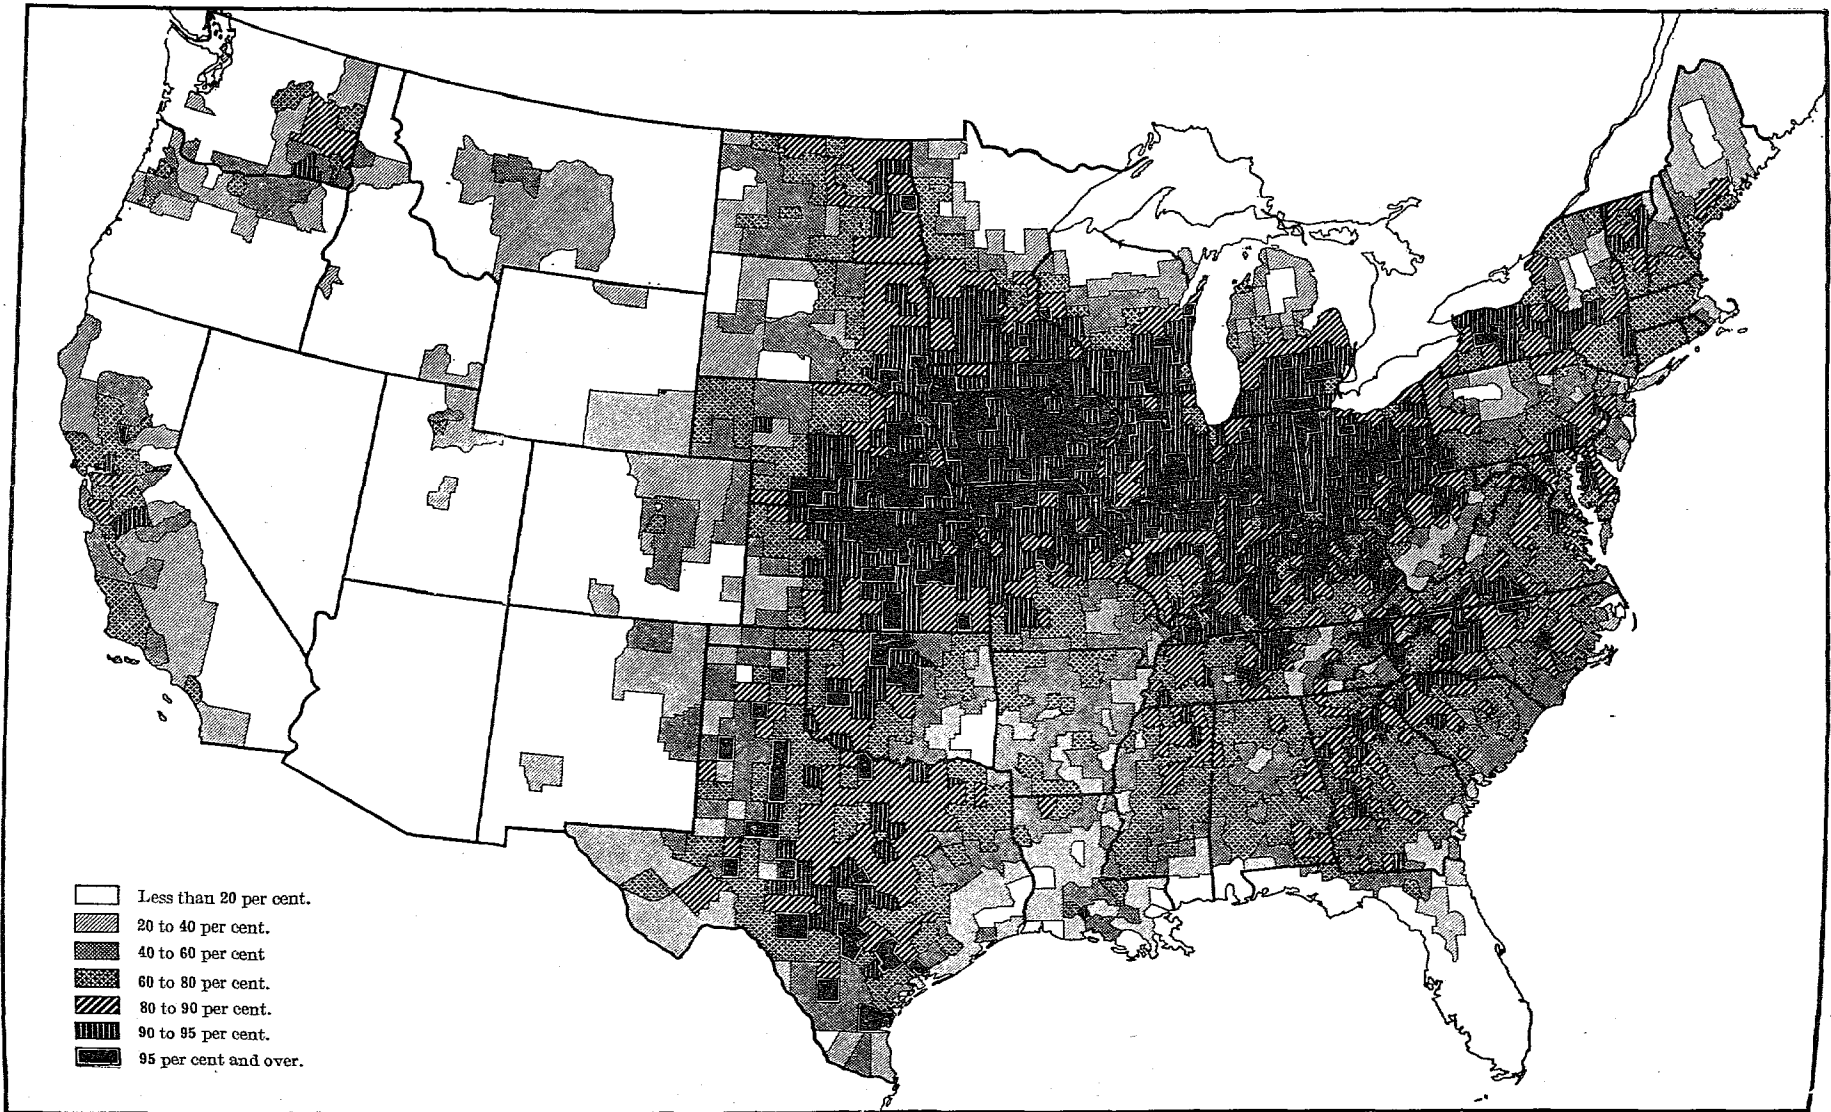 Less than 20 per cent.
20 to 40 per cent.
40 to 60 per cent
60 to 80 per cent.
80 to 90 per cent.
90 to 95 per cent.
95 per cent and over.